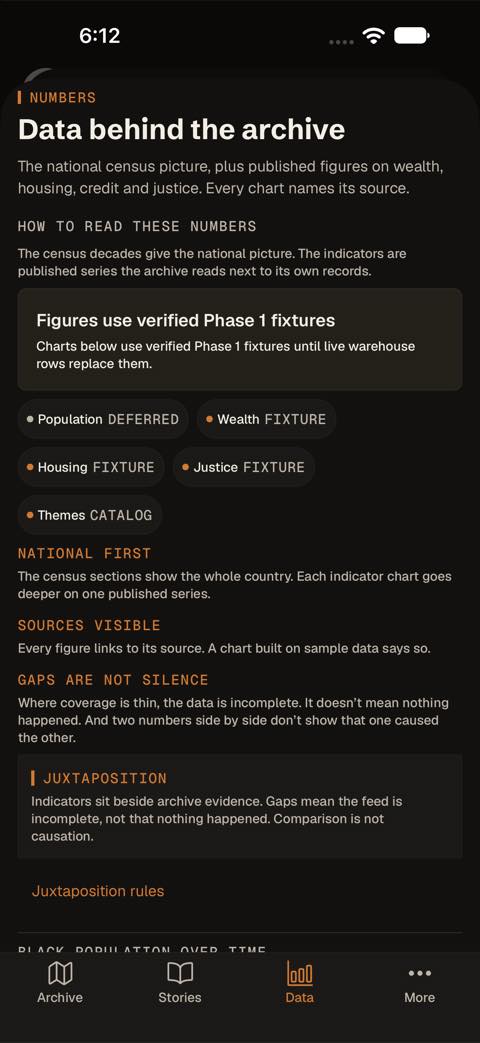 6:12
NUMBERS
Data behind the archive
The national census picture, plus published figures on wealth,
housing, credit and justice. Every chart names its source.
HOW TO READ THESE NUMBERS
The census decades give the national picture. The indicators are
published series the archive reads next to its own records.
Figures use verified Phase 1 fixtures
Charts below use verified Phase 1 fixtures until live warehouse
rows replace them.
Population DEFERRED
Wealth FIXTURE
Housing FIXTURE
Justice FIXTURE
Themes CATALOG
NATIONAL FIRST
The census sections show the whole country. Each indicator chart goes
deeper on one published series.
SOURCES VISIBLE
Every figure links to its source. A chart built on sample data says so.
GAPS ARE NOT SILENCE
Where coverage is thin, the data is incomplete. It doesn’t mean nothing
happened. And two numbers side by side don’t show that one caused
the other.
JUXTAPOSITION
Indicators sit beside archive evidence. Gaps mean the feed is
incomplete, not that nothing happened. Comparison is not
causation.
Juxtaposition rules
BLACK POPULATION OVER TIME
Archive
Stories
Data
More